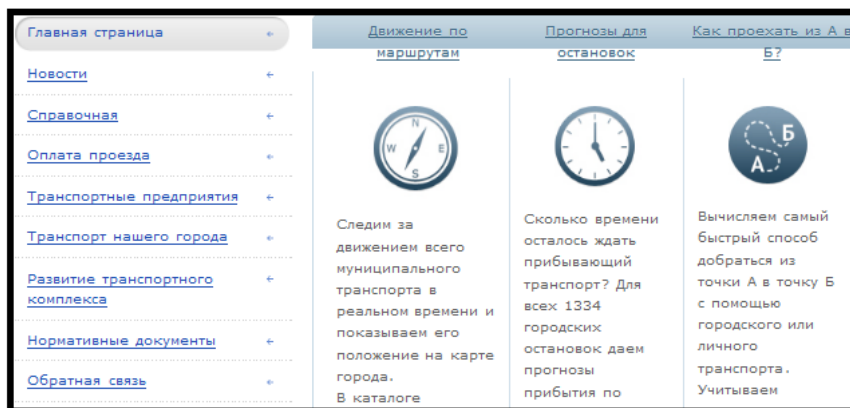 Главная страница
Новости
Справочная
Оплата проезда
Транспортные предприятия
Транспорт нашего города
Развитие транспортного
комплекса
Нормативные документы
Обратная связь
Движение по
маршрутам
N
W E
S
Следим за
движением всего
муниципального
транспорта в
реальном времени и
показываем его
положение на карте
города.
В каталоге
Прогнозы для
остановок
Сколько времени
осталось ждать
прибывающий
транспорт? Для
всех 1334
городских
остановок даем
прогнозы
прибытия по
Как проехать из А в
Б?
Б
А
Вычисляем самый
быстрый способ
добраться из
точки А в точку Б
с помощью
городского или
личного
транспорта.
Учитываем